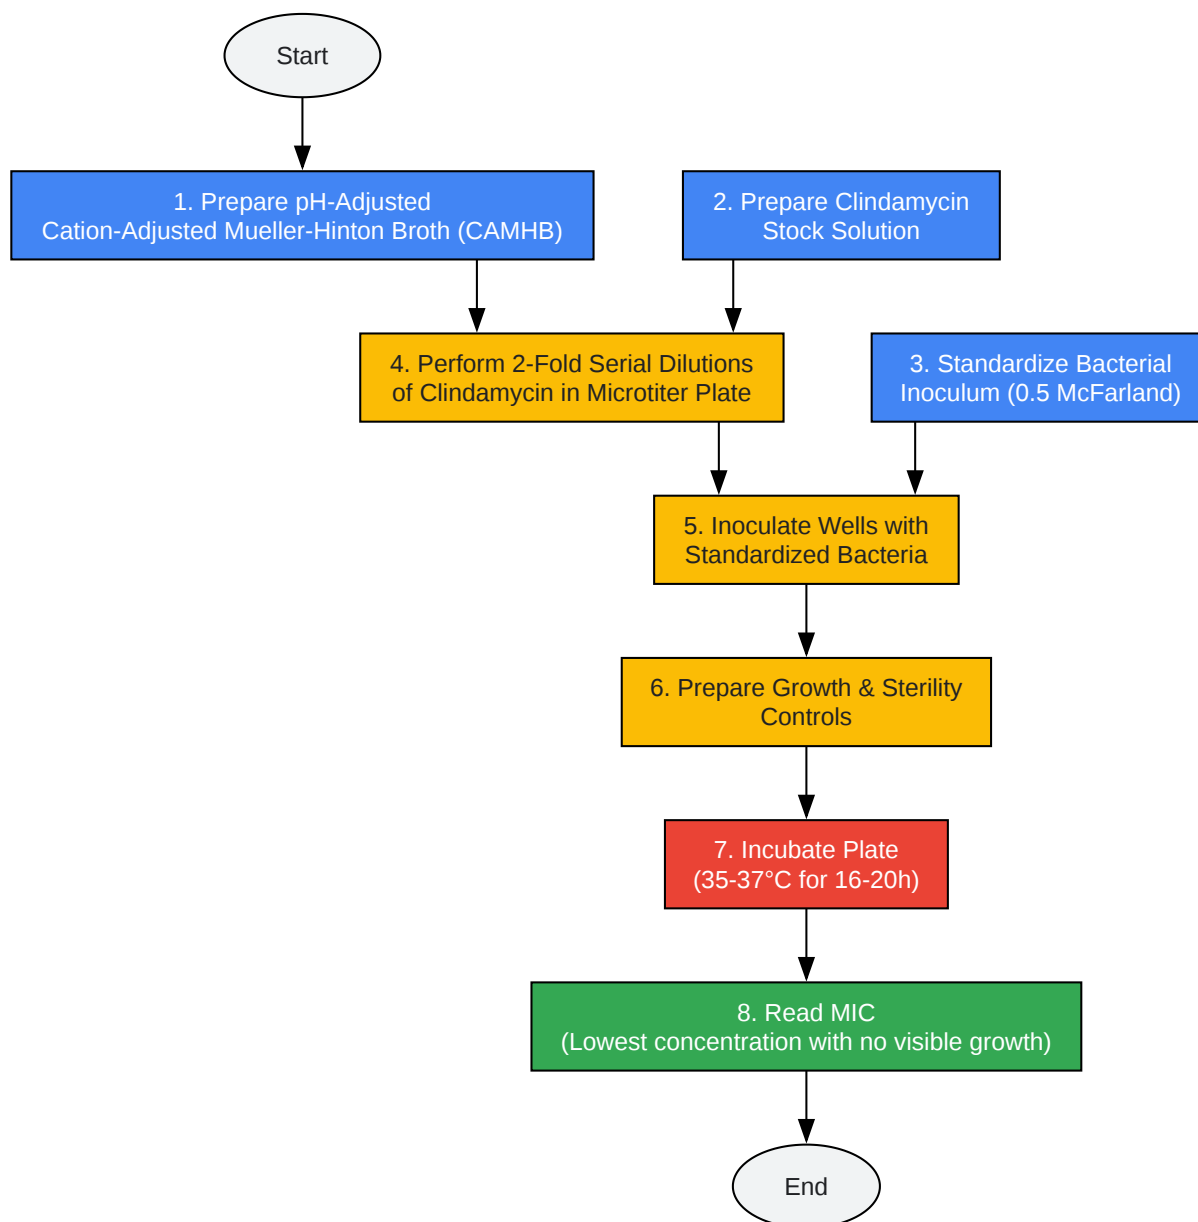 Start
1. Prepare pH-Adjusted
Cation-Adjusted Mueller-Hinton Broth (CAMHB)
2. Prepare Clindamycin
Stock Solution
4. Perform 2-Fold Serial Dilutions
of Clindamycin in Microtiter Plate
3. Standardize Bacterial
Inoculum (0.5 McFarland)
5. Inoculate Wells with
Standardized Bacteria
6. Prepare Growth & Sterility
Controls
7. Incubate Plate
(35-37°C for 16-20h)
8. Read MIC
(Lowest concentration with no visible growth)
End